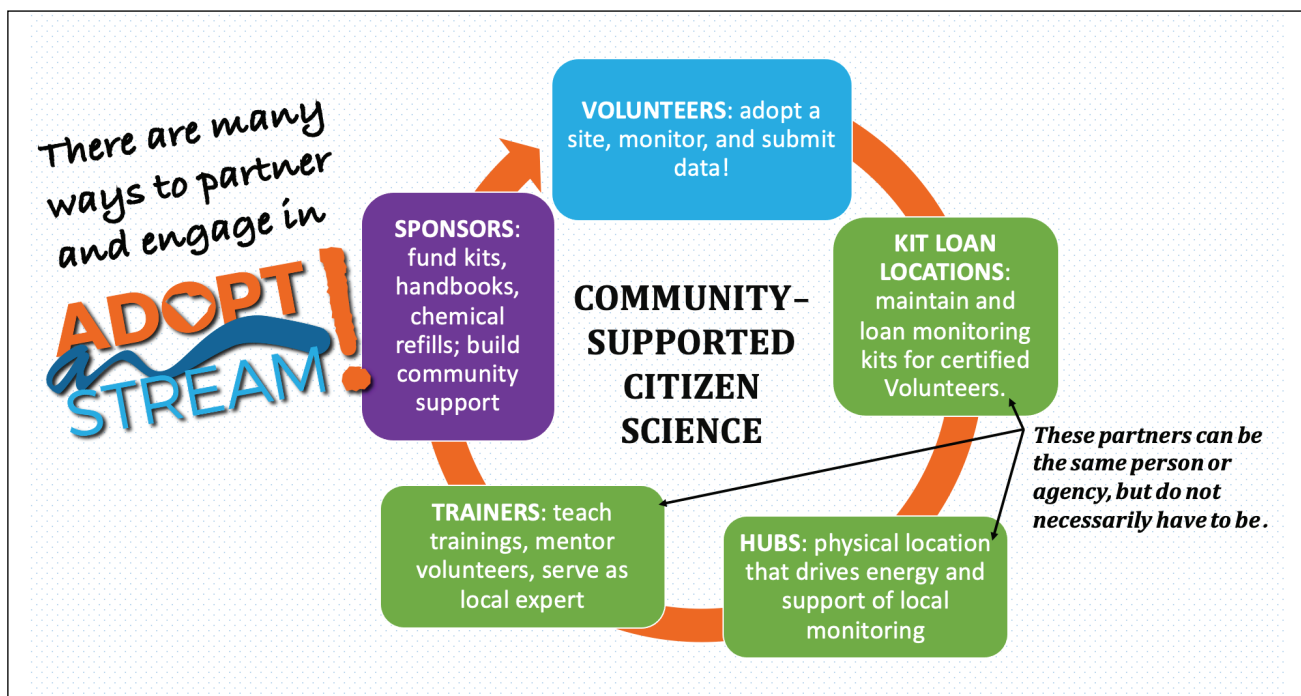 There are many
ways to partner
and engage in
ADOPT
a
STREAM!
VOLUNTEERS: adopt a
site, monitor, and submit
data!
SPONSORS:
fund kits,
handbooks,
chemical
refills; build
community
support
COMMUNITY–
SUPPORTED
CITIZEN
SCIENCE
KIT LOAN
LOCATIONS:
maintain and
loan monitoring
kits for certified
Volunteers.
These partners can be
the same person or
agency, but do not
necessarily have to be.
TRAINERS: teach
trainings, mentor
volunteers, serve as
local expert
HUBS: physical location
that drives energy and
support of local
monitoring